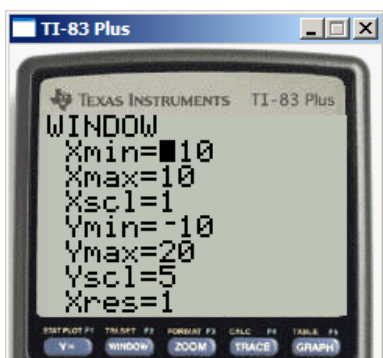 TI-83 Plus
TEXAS INSTRUMENTS TI-83 Plus
WINDOW
Xmin=■10
Xmax=10
Xscl=1
Ymin=-10
Ymax=20
Yscl=5
Xres=1
STAT PLOT F1 TBLSET F2 FORMAT F3 CALC F4 TABLE F5
Y= WINDOW ZOOM TRACE GRAPH